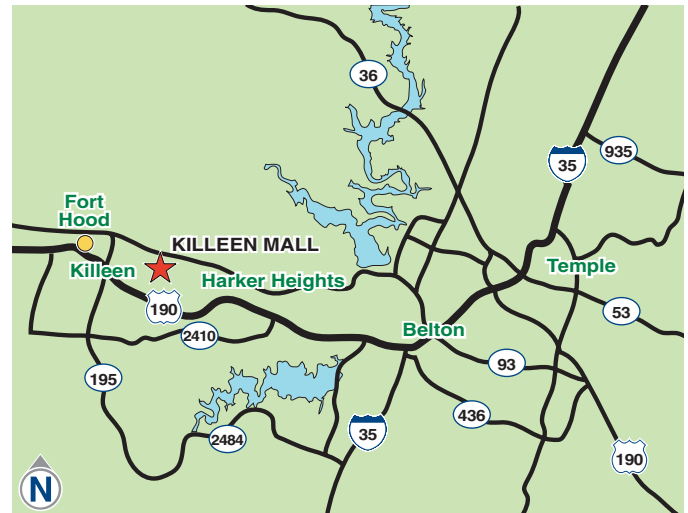 36
35
935
Fort
Hood
KILLEEN MALL
Killeen
Harker Heights
Temple
190
53
2410
Belton
93
195
436
2484
35
190
N